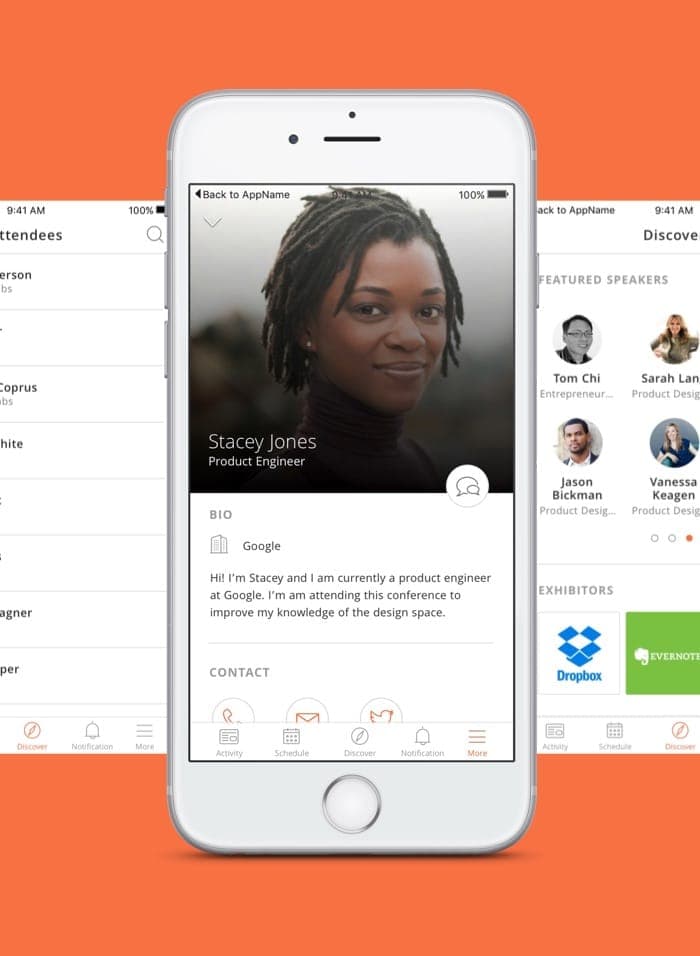 9:41 AM
100%
ttendees
erson
bs
Coprus
abs
hite
agner
per
Discover
Notification
More
Back to AppName
100%
Stacey Jones
Product Engineer
BIO
Google
Hi! I'm Stacey and I am currently a product engineer
at Google. I'm am attending this conference to
improve my knowledge of the design space.
CONTACT
Activity
Schedule
Discover
Notification
More
ack to AppName
9:41 AM
Discove
FEATURED SPEAKERS
Tom Chi
Entrepreneur...
Sarah Lan
Product Desig
Jason
Bickman
Product Desig...
Vanessa
Keagen
Product Desig
EXHIBITORS
Dropbox
EVERNOTE
Activity
Schedule
Discover